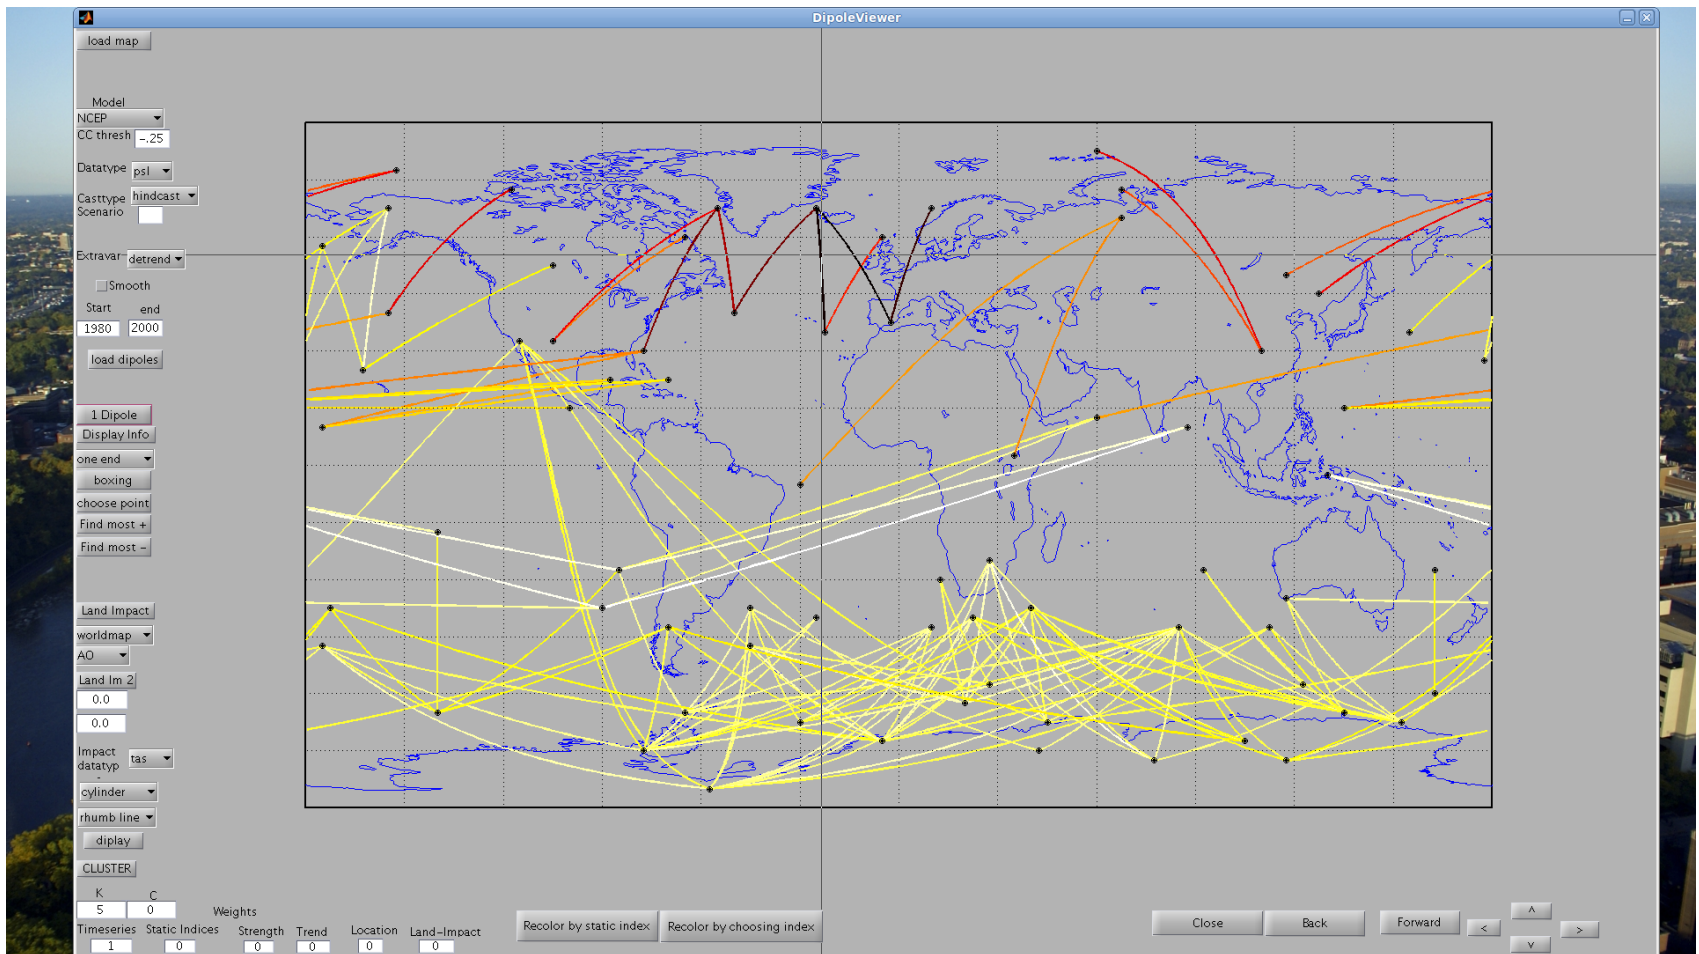 DipoleViewer
load map
Model
NCEP
CC thresh -.25
Datatype psl
Casttype hindcast
Scenario
Extravar detrend
Smooth
Start end
1980 2000
load dipoles
1 Dipole
Display Info
one end
boxing
choose point
Find most +
Find most -
Land Impact
worldmap
AO
Land Im 2
0.0
0.0
Impact
datatyp tas
cylinder
rhumb line
diplay
CLUSTER
K C
5 0 Weights
Timeseries Static Indices Strength Trend Location Land-Impact
1 0 0 0 0 0
Recolor by static index Recolor by choosing index
Close Back Forward < ^ v >